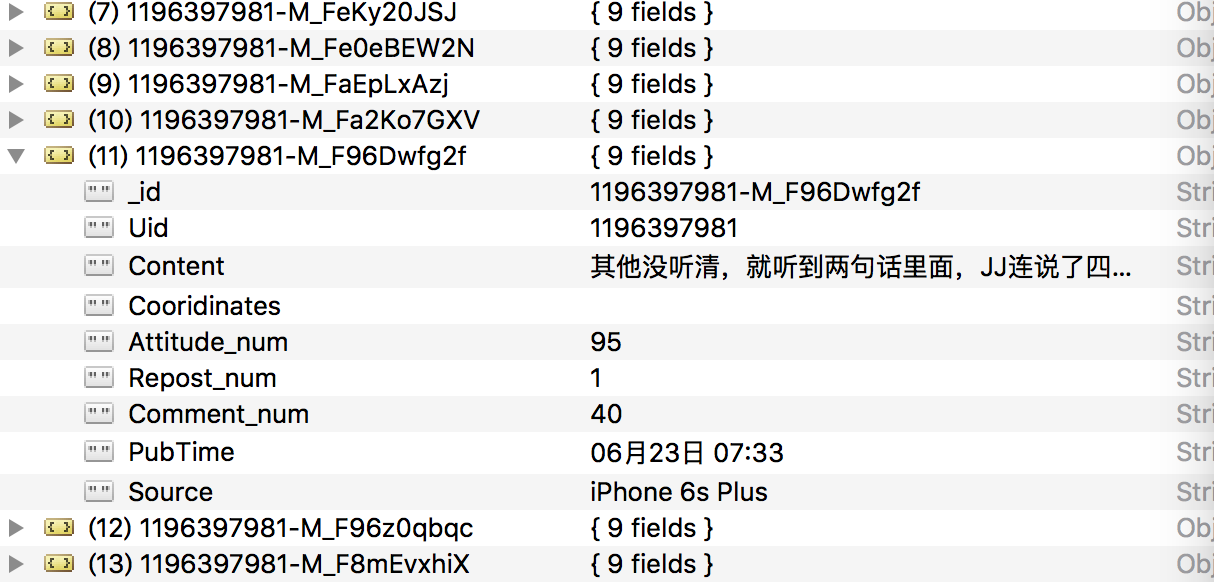 (7) 1196397981-M_FeKy20JSJ { 9 fields } Obj
(8) 1196397981-M_Fe0eBEW2N { 9 fields } Obj
(9) 1196397981-M_FaEpLxAzj { 9 fields } Obj
(10) 1196397981-M_Fa2Ko7GXV { 9 fields } Obj
(11) 1196397981-M_F96Dwfg2f { 9 fields } Obj
_id 1196397981-M_F96Dwfg2f Stri
Uid 1196397981 Stri
Content 其他没听清，就听到两句话里面，JJ连说了四... Stri
Cooridinates Stri
Attitude_num 95 Stri
Repost_num 1 Stri
Comment_num 40 Stri
PubTime 06月23日 07:33 Stri
Source iPhone 6s Plus Stri
(12) 1196397981-M_F96z0qbqc { 9 fields } Obj
(13) 1196397981-M_F8mEvxhiX { 9 fields } Obj